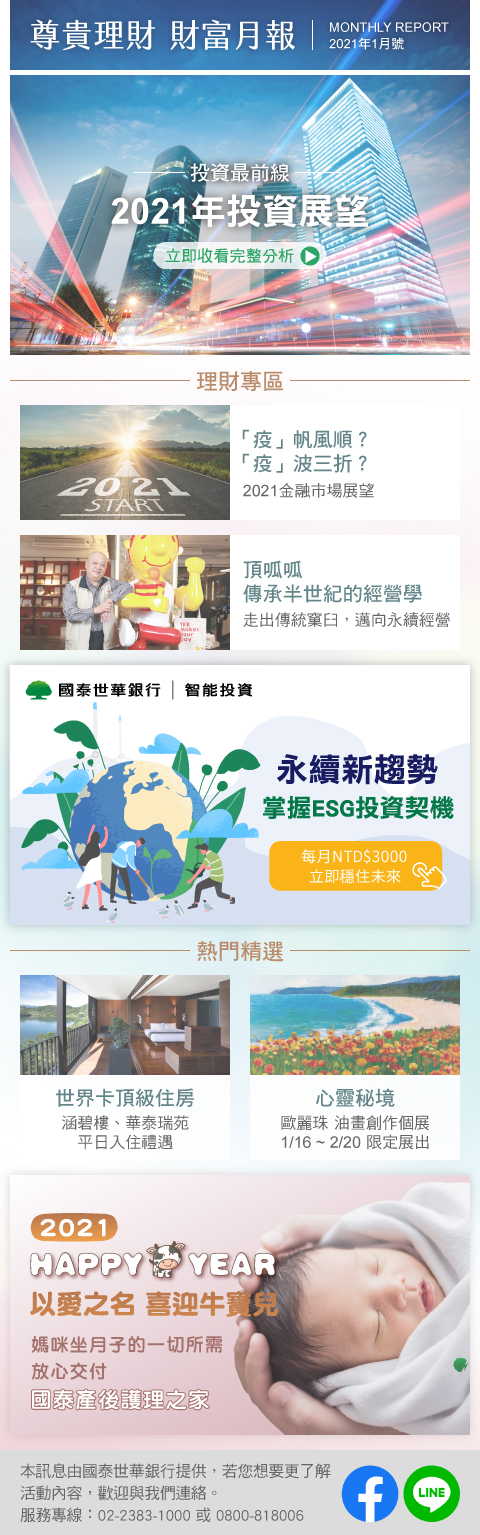 尊貴理財 財富月報
MONTHLY REPORT
2021年1月號
投資最前線
2021年投資展望
立即收看完整分析
理財專區
2021
START
「疫」帆風順？
「疫」波三折？
2021金融市場展望
TKK
Makes
Your
Day
頂呱呱
傳承半世紀的經營學
走出傳統窠臼，邁向永續經營
國泰世華銀行｜智能投資
永續新趨勢
掌握ESG投資契機
每月NTD$3000
立即穩住未來
熱門精選
世界卡頂級住房
涵碧樓、華泰瑞苑
平日入住禮遇
心靈秘境
歐麗珠 油畫創作個展
1/16 ~ 2/20 限定展出
2021
HAPPY YEAR
以愛之名 喜迎牛寶兒
媽咪坐月子的一切所需
放心交付
國泰產後護理之家
本訊息由國泰世華銀行提供，若您想要更了解
活動內容，歡迎與我們連絡。
服務專線：02-2383-1000 或 0800-818006
LINE